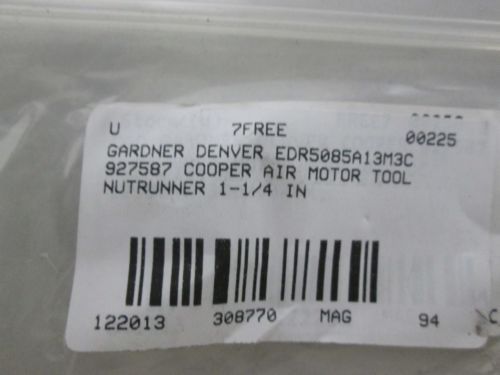 U 7FREE 00225
GARDNER DENVER EDR5085A13M3C
927587 COOPER AIR MOTOR TOOL
NUTRUNNER 1-1/4 IN
122013 308770 MAG 94 C